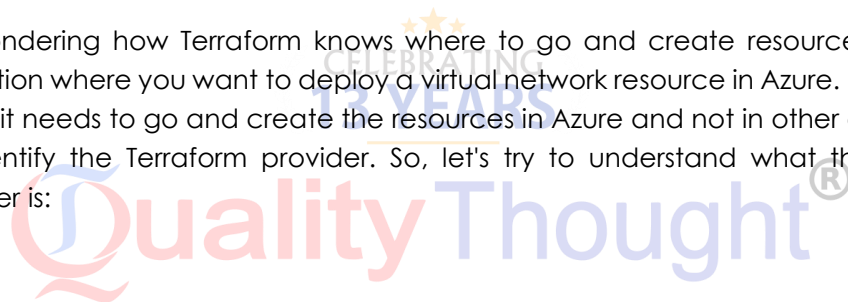 ndering how Terraform knows where to go and create resource
tion where you want to deploy a virtual network resource in Azure.
it needs to go and create the resources in Azure and not in other
entify the Terraform provider. So, let's try to understand what th
er is:
CELEBRATING
13 YEARS
Quality Thought®